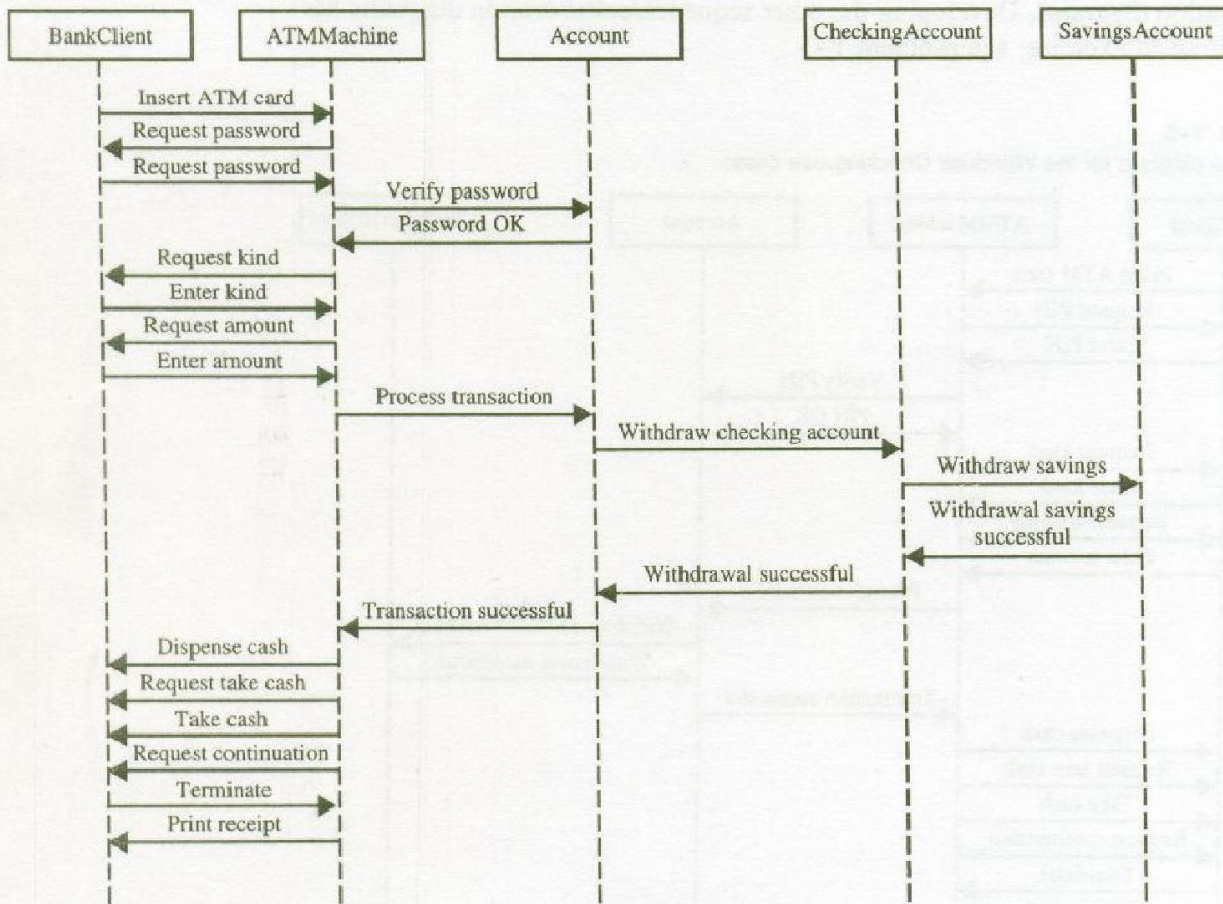 BankClient
ATMMachine
Account
CheckingAccount
SavingsAccount
Insert ATM card
Request password
Request password
Verify password
Password OK
Request kind
Enter kind
Request amount
Enter amount
Process transaction
Withdraw checking account
Withdraw savings
Withdrawal savings
successful
Withdrawal successful
Transaction successful
Dispense cash
Request take cash
Take cash
Request continuation
Terminate
Print receipt